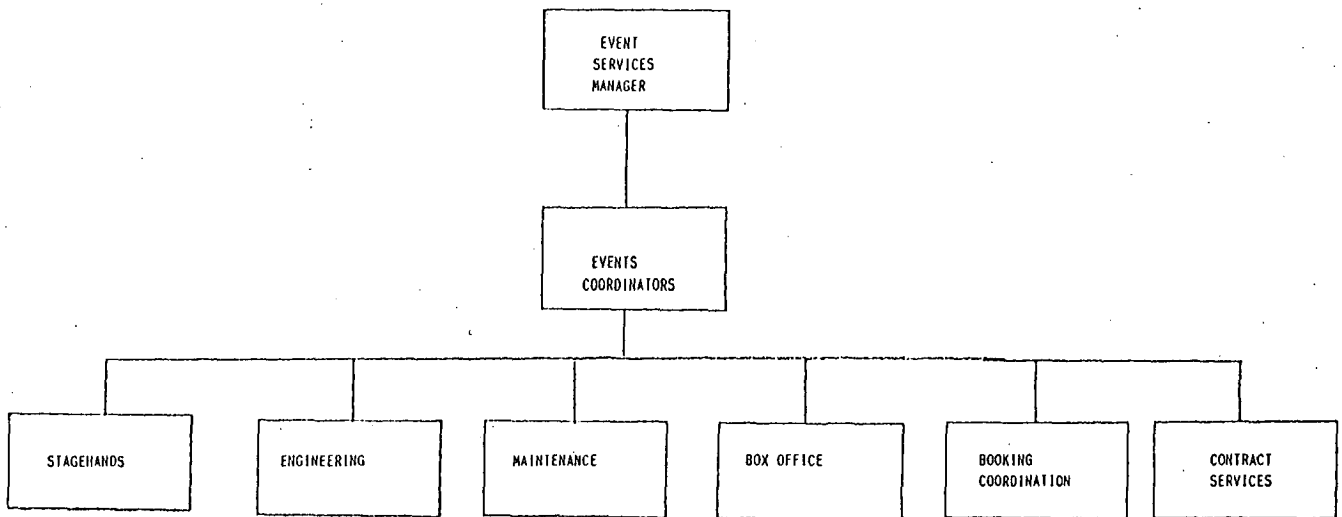 EVENT
SERVICES
MANAGER
EVENTS
COORDINATORS
STAGEHANDS
ENGINEERING
MAINTENANCE
BOX OFFICE
BOOKING
COORDINATION
CONTRACT
SERVICES